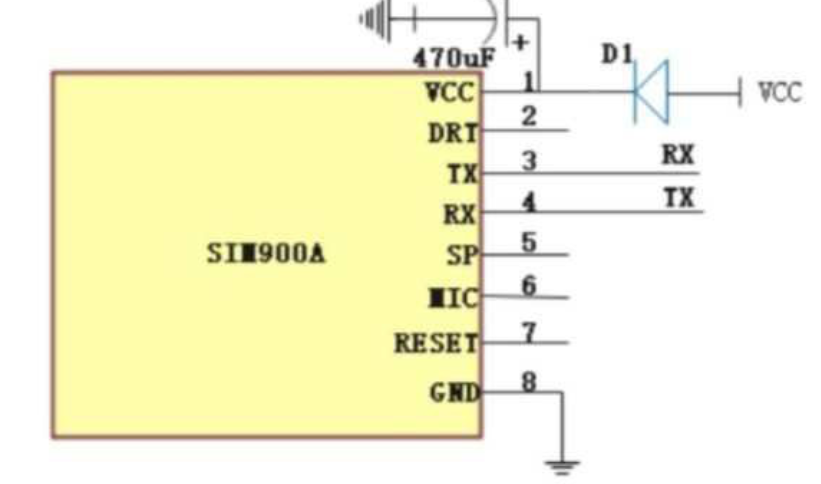 470uF +
D1
VCC 1 VCC
DRT 2
TX 3 RX
RX 4 TX
SIM900A
SP 5
MIC 6
RESET 7
GND 8